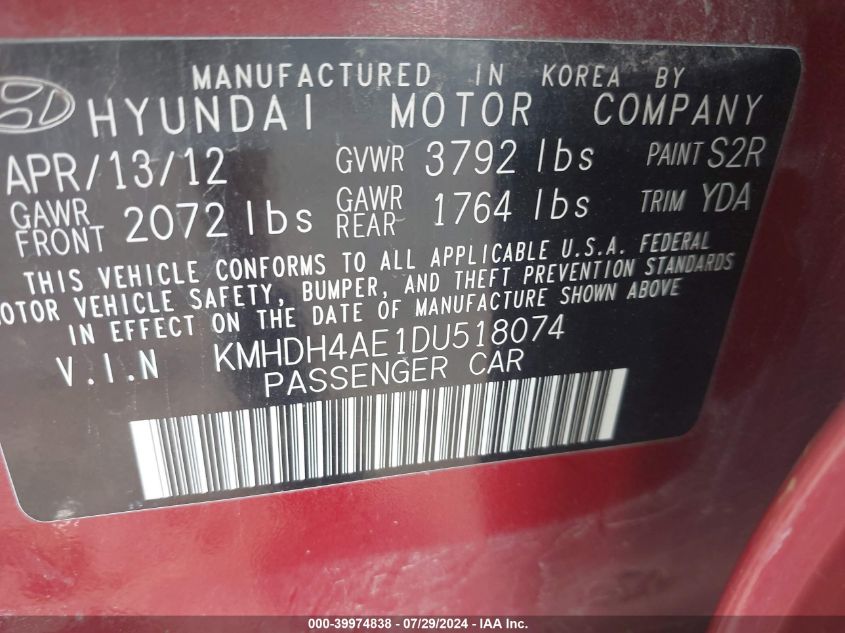 MANUFACTURED IN KOREA BY
HYUNDAI MOTOR COMPANY
APR/13/12 GVWR 3792 lbs PAINT S2R
GAWR FRONT 2072 lbs GAWR REAR 1764 lbs TRIM YDA
THIS VEHICLE CONFORMS TO ALL APPLICABLE U.S.A. FEDERAL
MOTOR VEHICLE SAFETY, BUMPER, AND THEFT PREVENTION STANDARDS
IN EFFECT ON THE DATE OF MANUFACTURE SHOWN ABOVE
V.I.N KMHDH4AE1DU518074
PASSENGER CAR
000-39974838 - 07/29/2024 - IAA Inc.